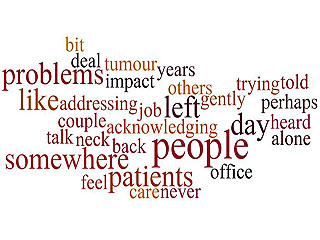 bit
deal tumour years
problems impact others trying told
like addressing job left gently perhaps
couple acknowledging day heard
talk neck back people alone
somewhere office
feel patients
care never